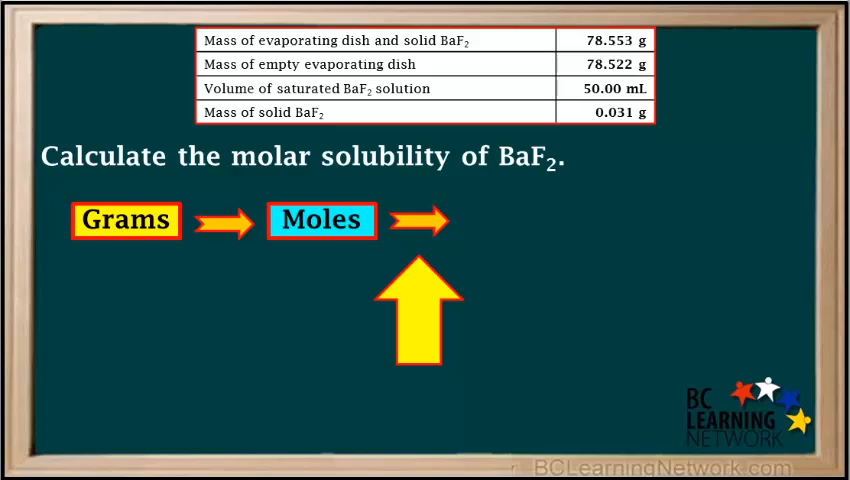 Mass of evaporating dish and solid BaF₂ 78.553 g
Mass of empty evaporating dish 78.522 g
Volume of saturated BaF₂ solution 50.00 mL
Mass of solid BaF₂ 0.031 g
Calculate the molar solubility of BaF₂.
Grams Moles
BC
LEARNING
NETWORK
BCLearningNetwork.com